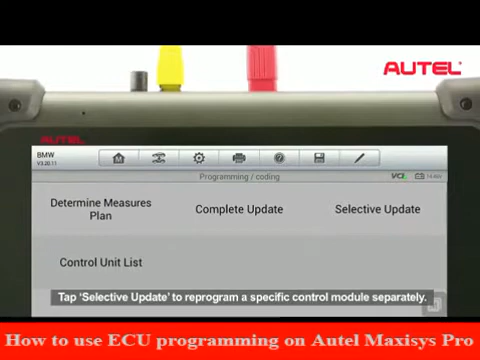 AUTEL
AUTEL
BMW
V3.20.11
Programming / coding
VCI
Determine Measures
Plan
Complete Update
Selective Update
Control Unit List
Tap ‘Selective Update’ to reprogram a specific control module separately.
How to use ECU programming on Autel Maxisys Pro